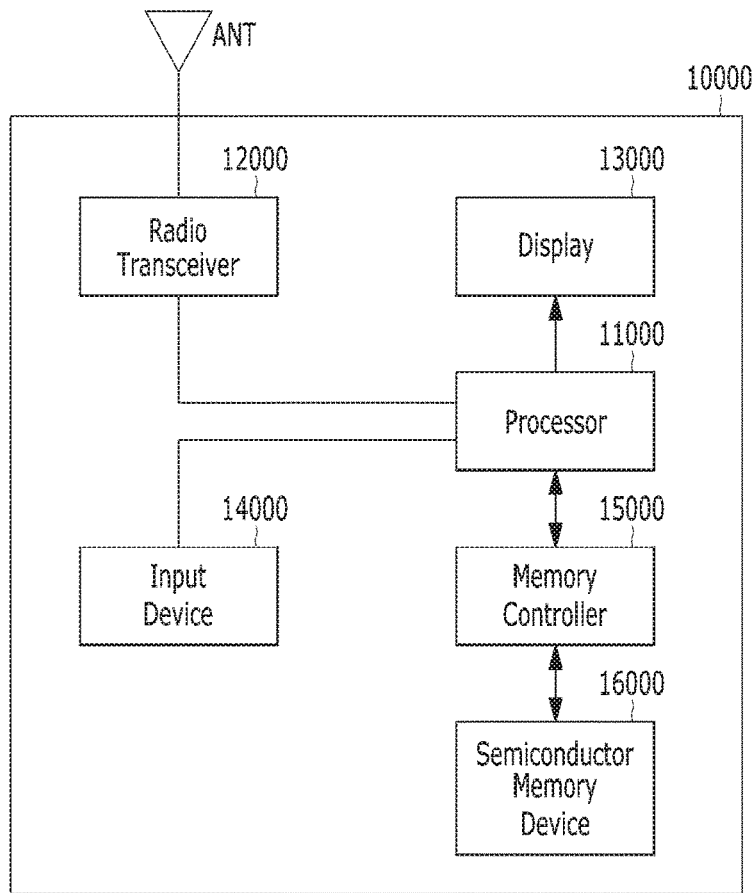 ANT
10000
12000
13000
Radio
Transceiver
Display
11000
Processor
14000
15000
Input
Device
Memory
Controller
16000
Semiconductor
Memory
Device